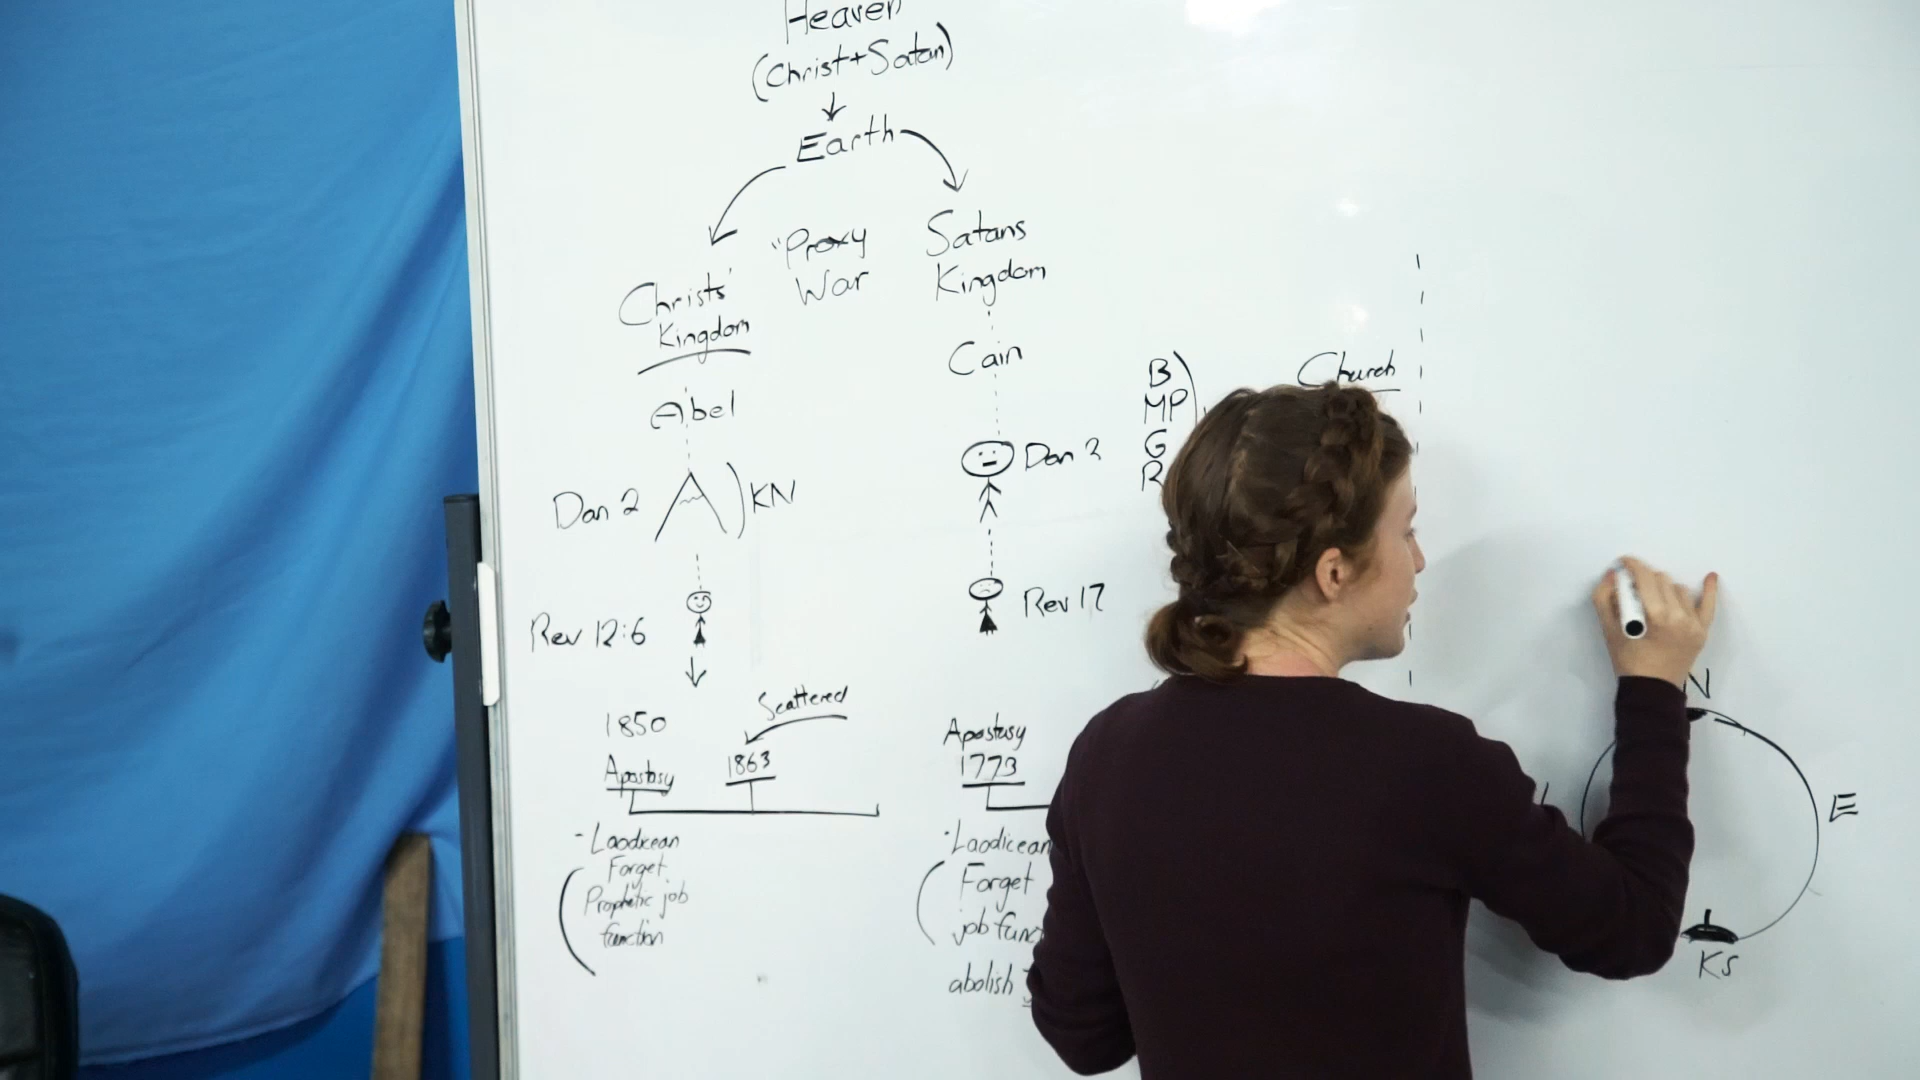 Heaven
(Christ+Satan)
Earth
"Proxy
War
Christs'
Kingdom
Satans
Kingdom
Abel
Cain
Dan 2
KN
Dan 2
Rev 12:6
Rev 17
1850
Apostasy
Scattered
1863
-Laodicean
Forget
Prophetic job
function
Apostasy
1773
·Laodicean
Forget
job func
abolish
B
MP
G
R
Church
N
E
KS